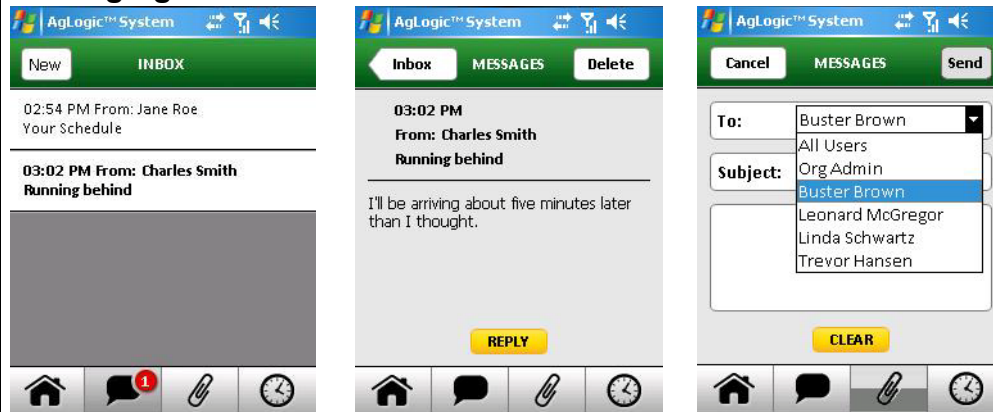 AgLogic™ System
New
INBOX
02:54 PM From: Jane Roe
Your Schedule
03:02 PM From: Charles Smith
Running behind
1
AgLogic™ System
Inbox
MESSAGES
Delete
03:02 PM
From: Charles Smith
Running behind
I'll be arriving about five minutes later
than I thought.
REPLY
AgLogic™ System
Cancel
MESSAGES
Send
To:
Buster Brown
All Users
Subject:
Org Admin
Buster Brown
Leonard McGregor
Linda Schwartz
Trevor Hansen
CLEAR